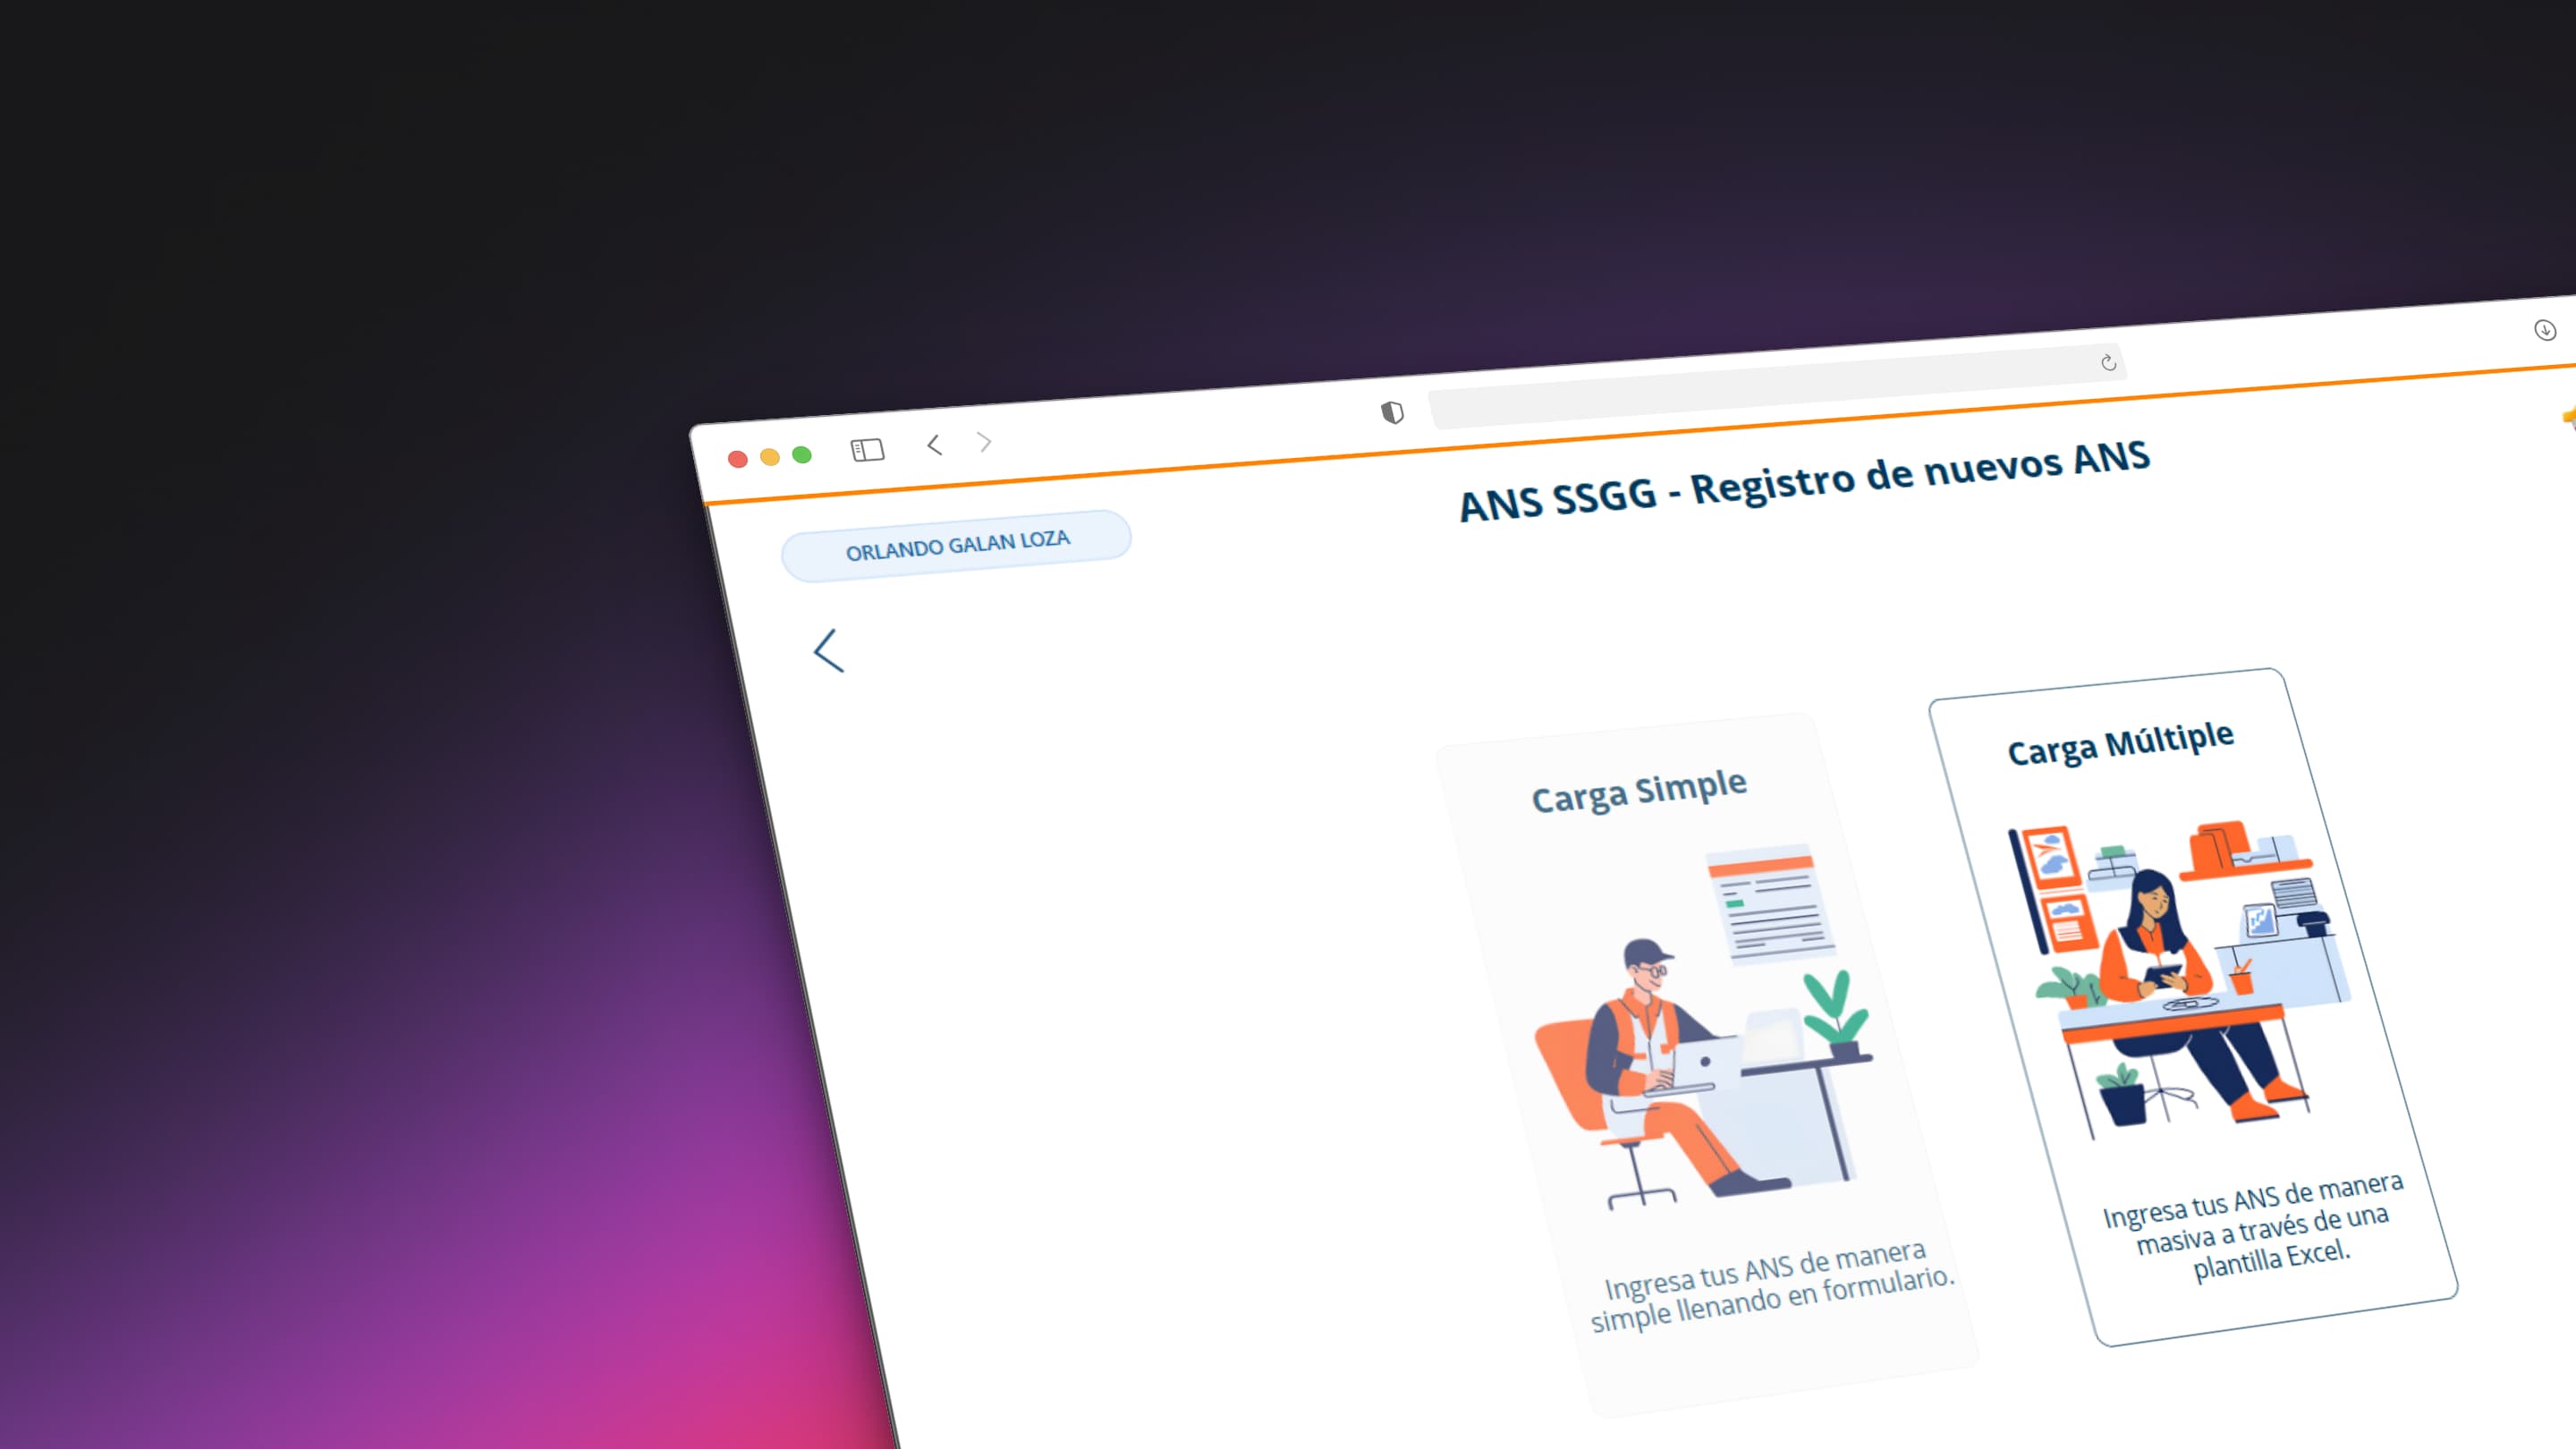 ANS SSGG - Registro de nuevos ANS
ORLANDO GALAN LOZA
Carga Simple
Ingresa tus ANS de manera
simple llenando en formulario.
Carga Múltiple
Ingresa tus ANS de manera
masiva a través de una
plantilla Excel.